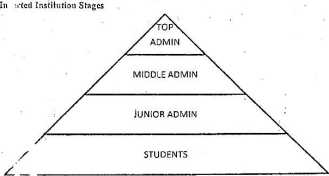 Institution Stages
TOP
ADMIN
MIDDLE ADMIN
JUNIOR ADMIN
STUDENTS